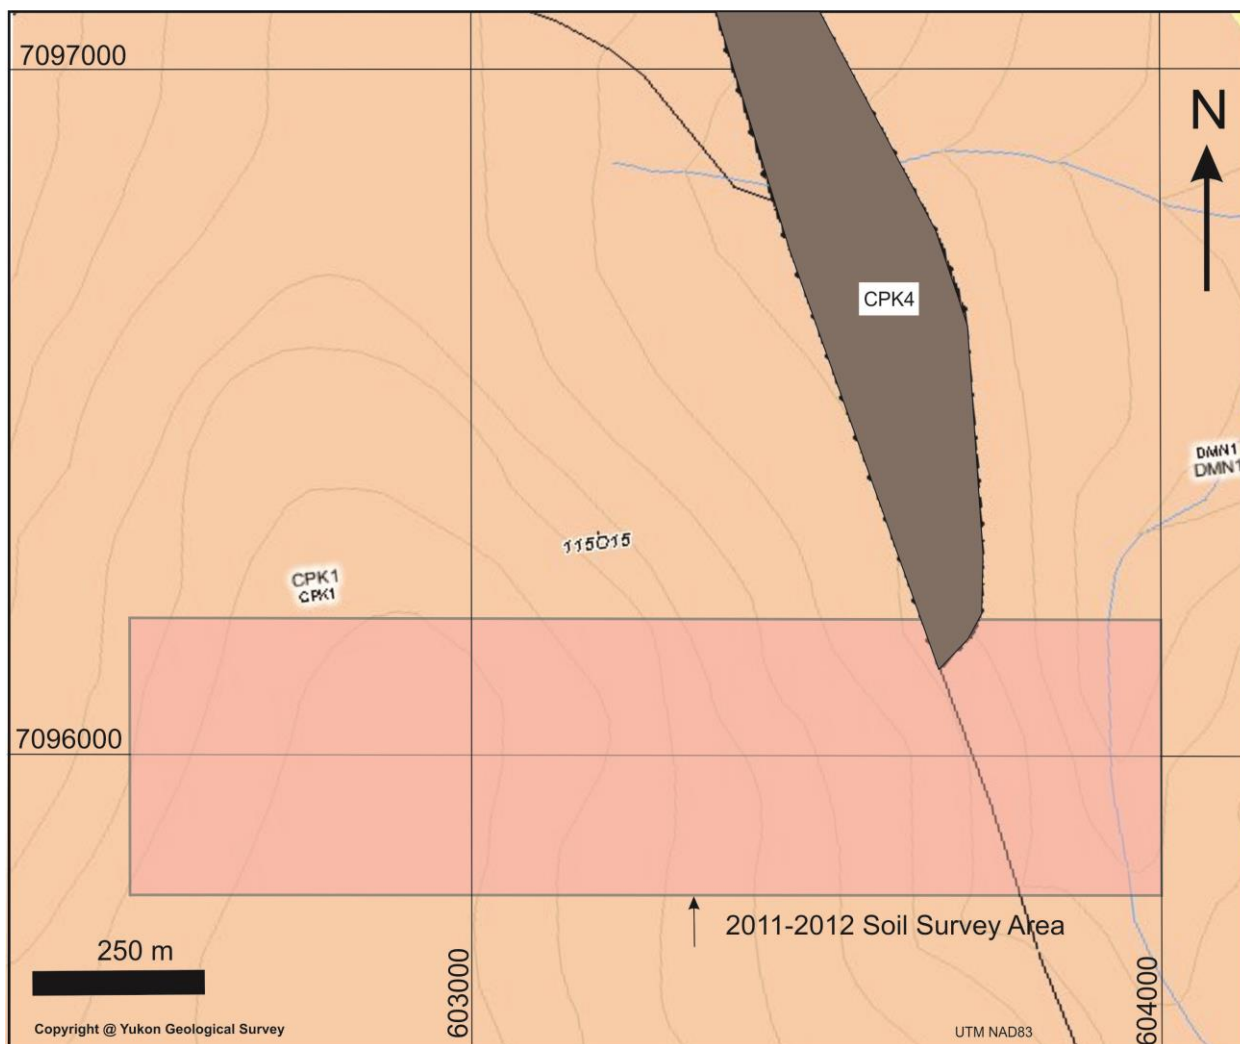 7097000
N
CPK4
DMN1
DMN1
115O15
CPK1
CPK1
7096000
2011-2012 Soil Survey Area
250 m
603000
604000
Copyright @ Yukon Geological Survey
UTM NAD83